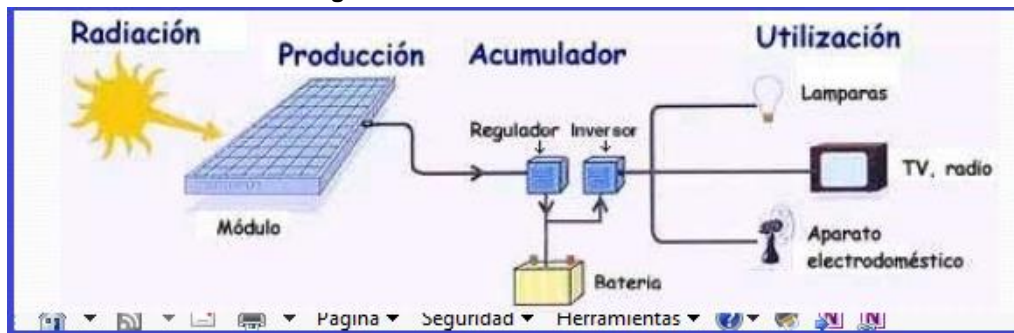 Radiación
Producción
Acumulador
Utilización
Regulador
Inversor
Módulo
Bateria
Lamparas
TV, radio
Aparato
electrodoméstico
Pagina
Seguridad
Herramientas